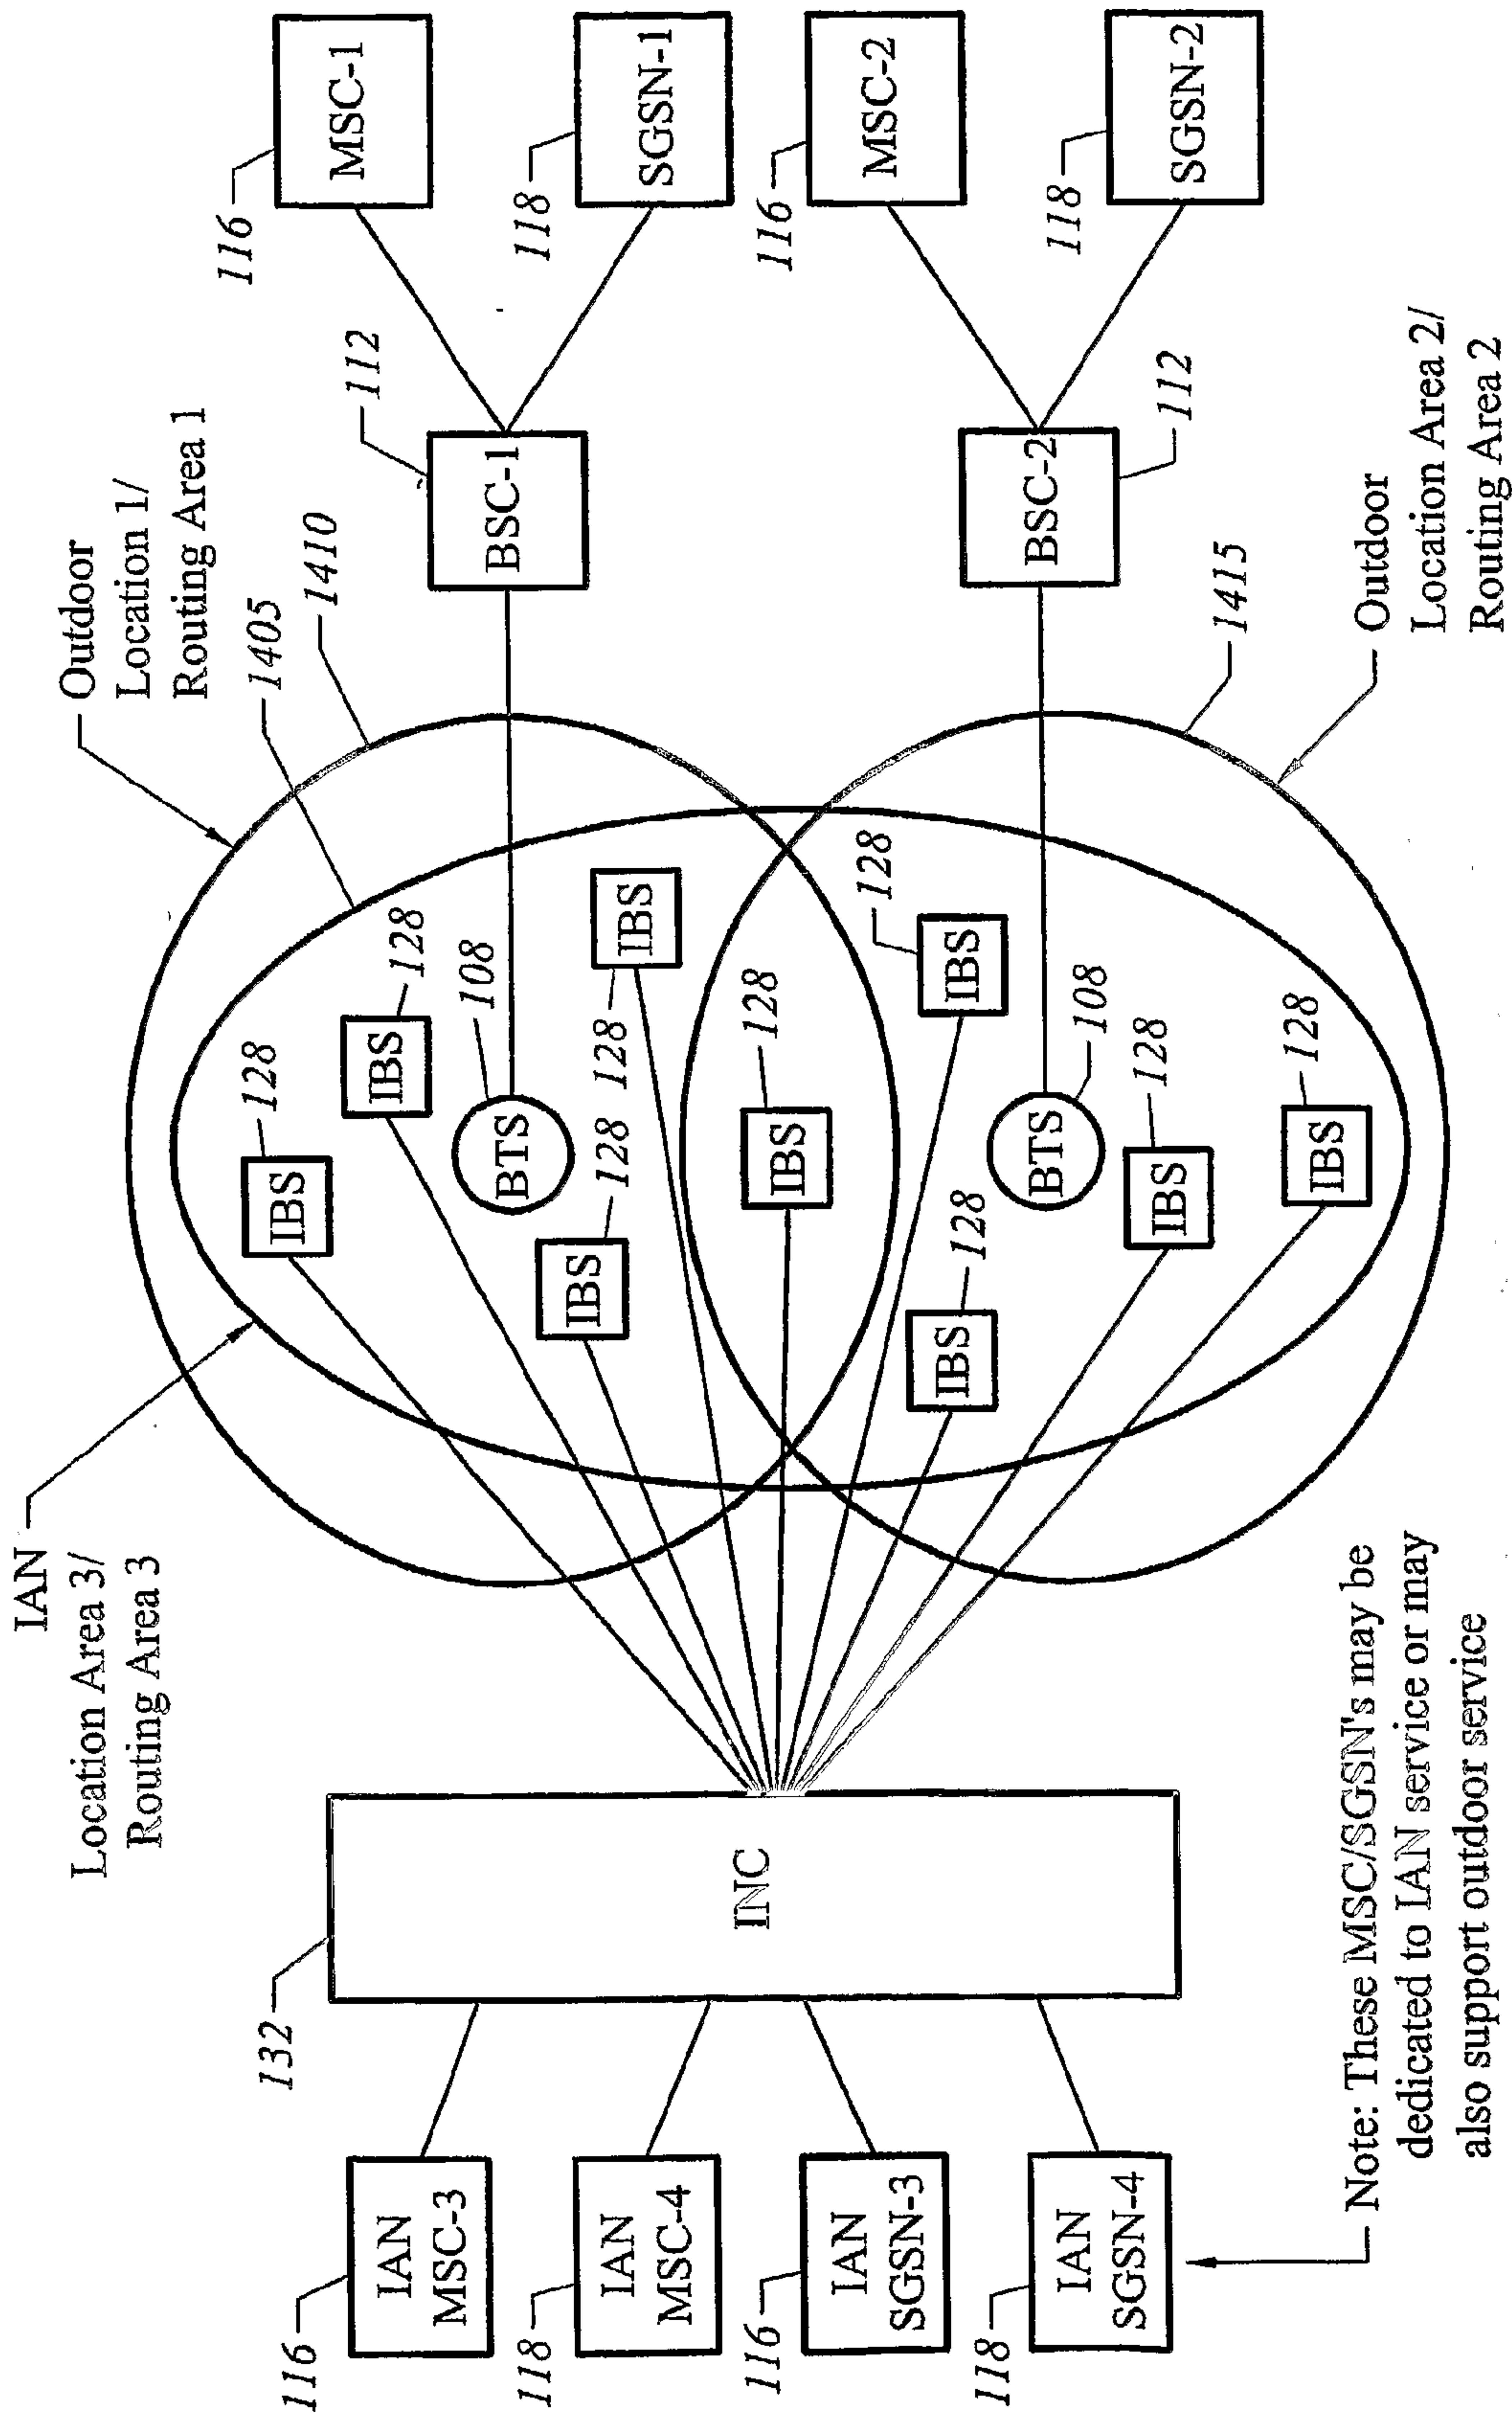 IAN
Location Area 3/
Routing Area 3
Outdoor
Location 1/
Routing Area 1
1405
1410
116
MSC-1
132
128
IBS
116
IAN
MSC-3
128
IBS
112
BSC-1
108
BTS
118
SGSN-1
118
IAN
MSC-4
128
IBS
128
IBS
INC
128
IBS
116
MSC-2
116
IAN
SGSN-3
128
IBS
128
IBS
108
BTS
BSC-2
112
118
SGSN-2
118
IAN
SGSN-4
128
IBS
1415
128
IBS
Outdoor
Location Area 2/
Routing Area 2
Note: These MSC/SGSN's may be
dedicated to IAN service or may
also support outdoor service